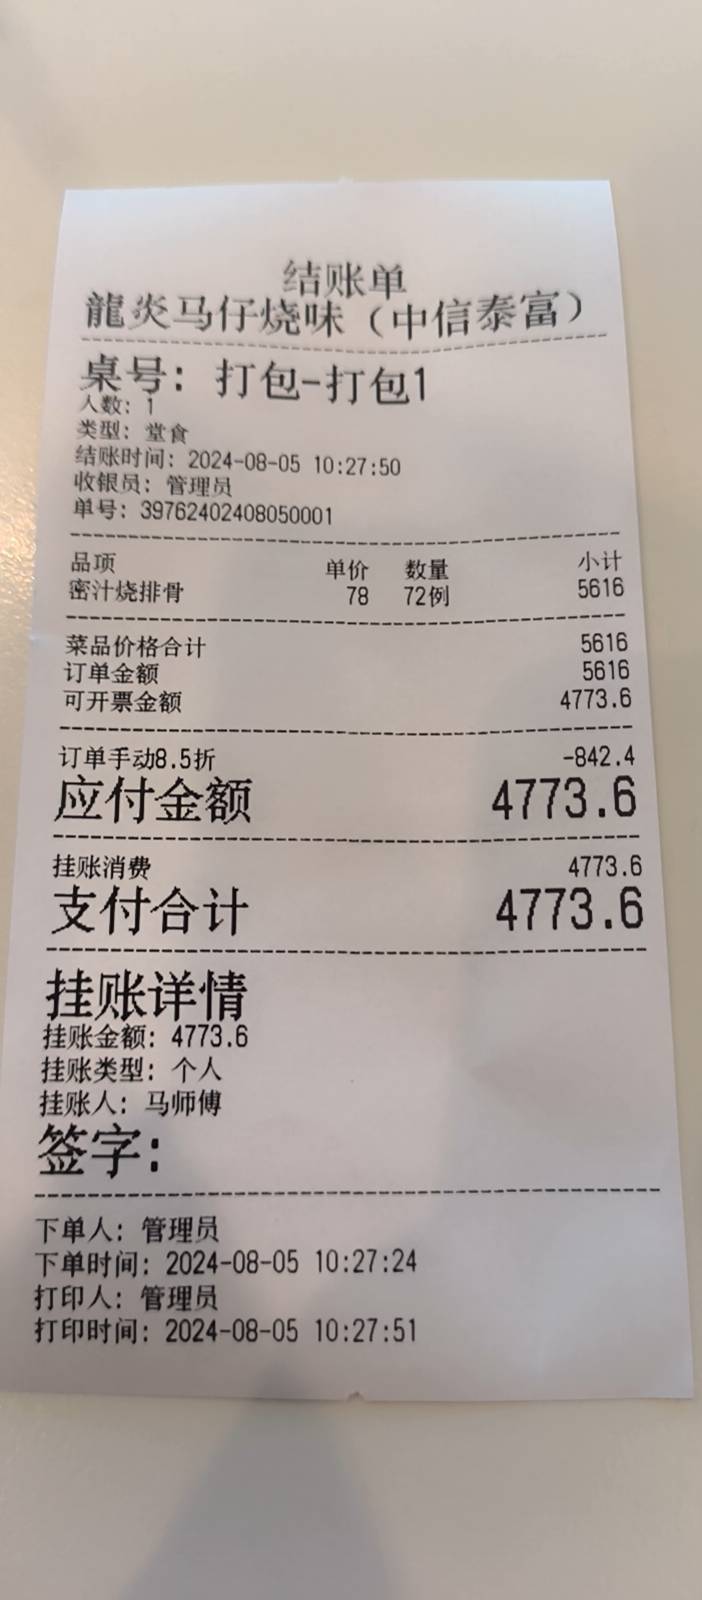 结账单
龍炎马仔烧味（中信泰富）
桌号：打包-打包1
人数：1
类型：堂食
结账时间：2024-08-05 10:27:50
收银员：管理员
单号：39762402408050001
品项 单价 数量 小计
密汁烧排骨 78 72例 5616
菜品价格合计 5616
订单金额 5616
可开票金额 4773.6
订单手动8.5折 -842.4
应付金额 4773.6
挂账消费 4773.6
支付合计 4773.6
挂账详情
挂账金额：4773.6
挂账类型：个人
挂账人：马师傅
签字：
下单人：管理员
下单时间：2024-08-05 10:27:24
打印人：管理员
打印时间：2024-08-05 10:27:51